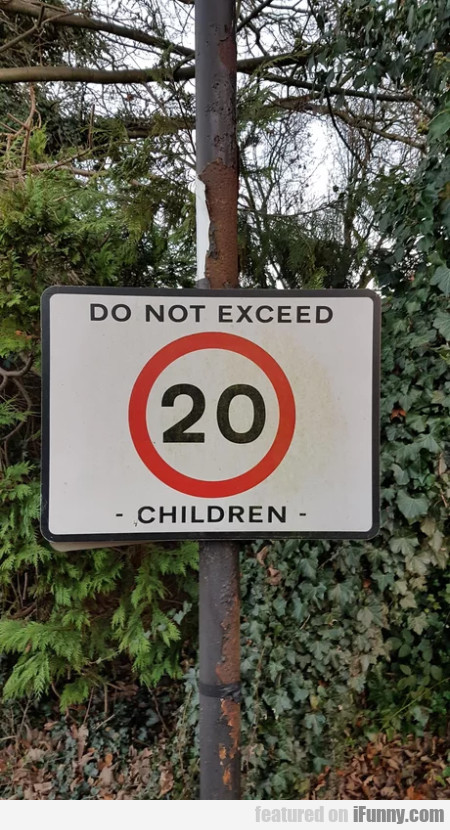 DO NOT EXCEED
20
- CHILDREN -
featured on iFunny.com